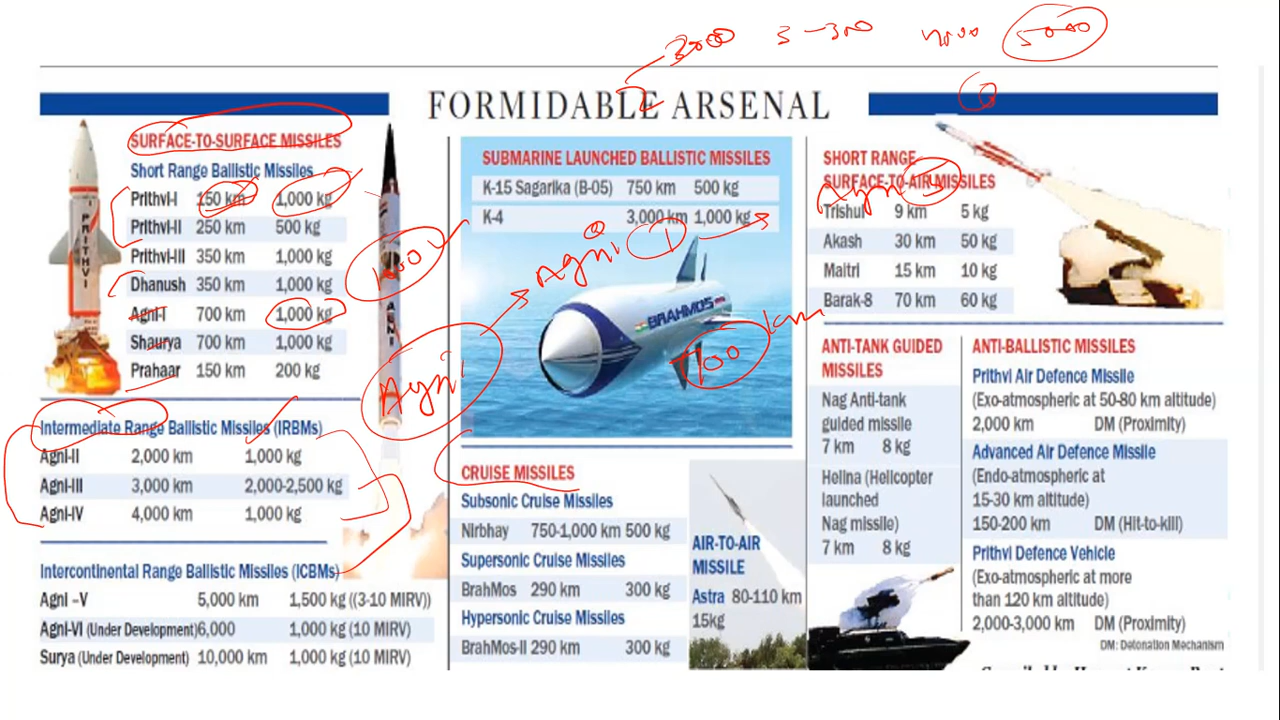 3000 3-300 4000 5000
2
FORMIDABLE ARSENAL
SURFACE-TO-SURFACE MISSILES
Short Range Ballistic Missiles
Prithvi-I 150 km 1,000 kg
Prithvi-II 250 km 500 kg
Prithvi-III 350 km 1,000 kg
Dhanush 350 km 1,000 kg
Agni-I 700 km 1,000 kg
Shaurya 700 km 1,000 kg
Prahaar 150 km 200 kg
PRITHVI
AGNI
1000
Agni
Intermediate Range Ballistic Missiles (IRBMs)
Agni-II 2,000 km 1,000 kg
Agni-III 3,000 km 2,000-2,500 kg
Agni-IV 4,000 km 1,000 kg
Intercontinental Range Ballistic Missiles (ICBMs)
Agni –V 5,000 km 1,500 kg ((3-10 MIRV))
Agni-VI (Under Development) 6,000 1,000 kg (10 MIRV)
Surya (Under Development) 10,000 km 1,000 kg (10 MIRV)
SUBMARINE LAUNCHED BALLISTIC MISSILES
K-15 Sagarika (B-05) 750 km 500 kg
K-4 3,000 km 1,000 kg
Agni 1
BRAHMOS
700 km
CRUISE MISSILES
Subsonic Cruise Missiles
Nirbhay 750-1,000 km 500 kg
Supersonic Cruise Missiles
BrahMos 290 km 300 kg
Hypersonic Cruise Missiles
BrahMos-II 290 km 300 kg
AIR-TO-AIR
MISSILE
Astra 80-110 km
15kg
SHORT RANGE
SURFACE-TO-AIR MISSILES
Agni
Trishul 9 km 5 kg
Akash 30 km 50 kg
Maitri 15 km 10 kg
Barak-8 70 km 60 kg
ANTI-TANK GUIDED
MISSILES
Nag Anti-tank
guided missile
7 km 8 kg
Helina (Helicopter
launched
Nag missile)
7 km 8 kg
ANTI-BALLISTIC MISSILES
Prithvi Air Defence Missile
(Exo-atmospheric at 50-80 km altitude)
2,000 km DM (Proximity)
Advanced Air Defence Missile
(Endo-atmospheric at
15-30 km altitude)
150-200 km DM (Hit-to-kill)
Prithvi Defence Vehicle
(Exo-atmospheric at more
than 120 km altitude)
2,000-3,000 km DM (Proximity)
DM: Detonation Mechanism